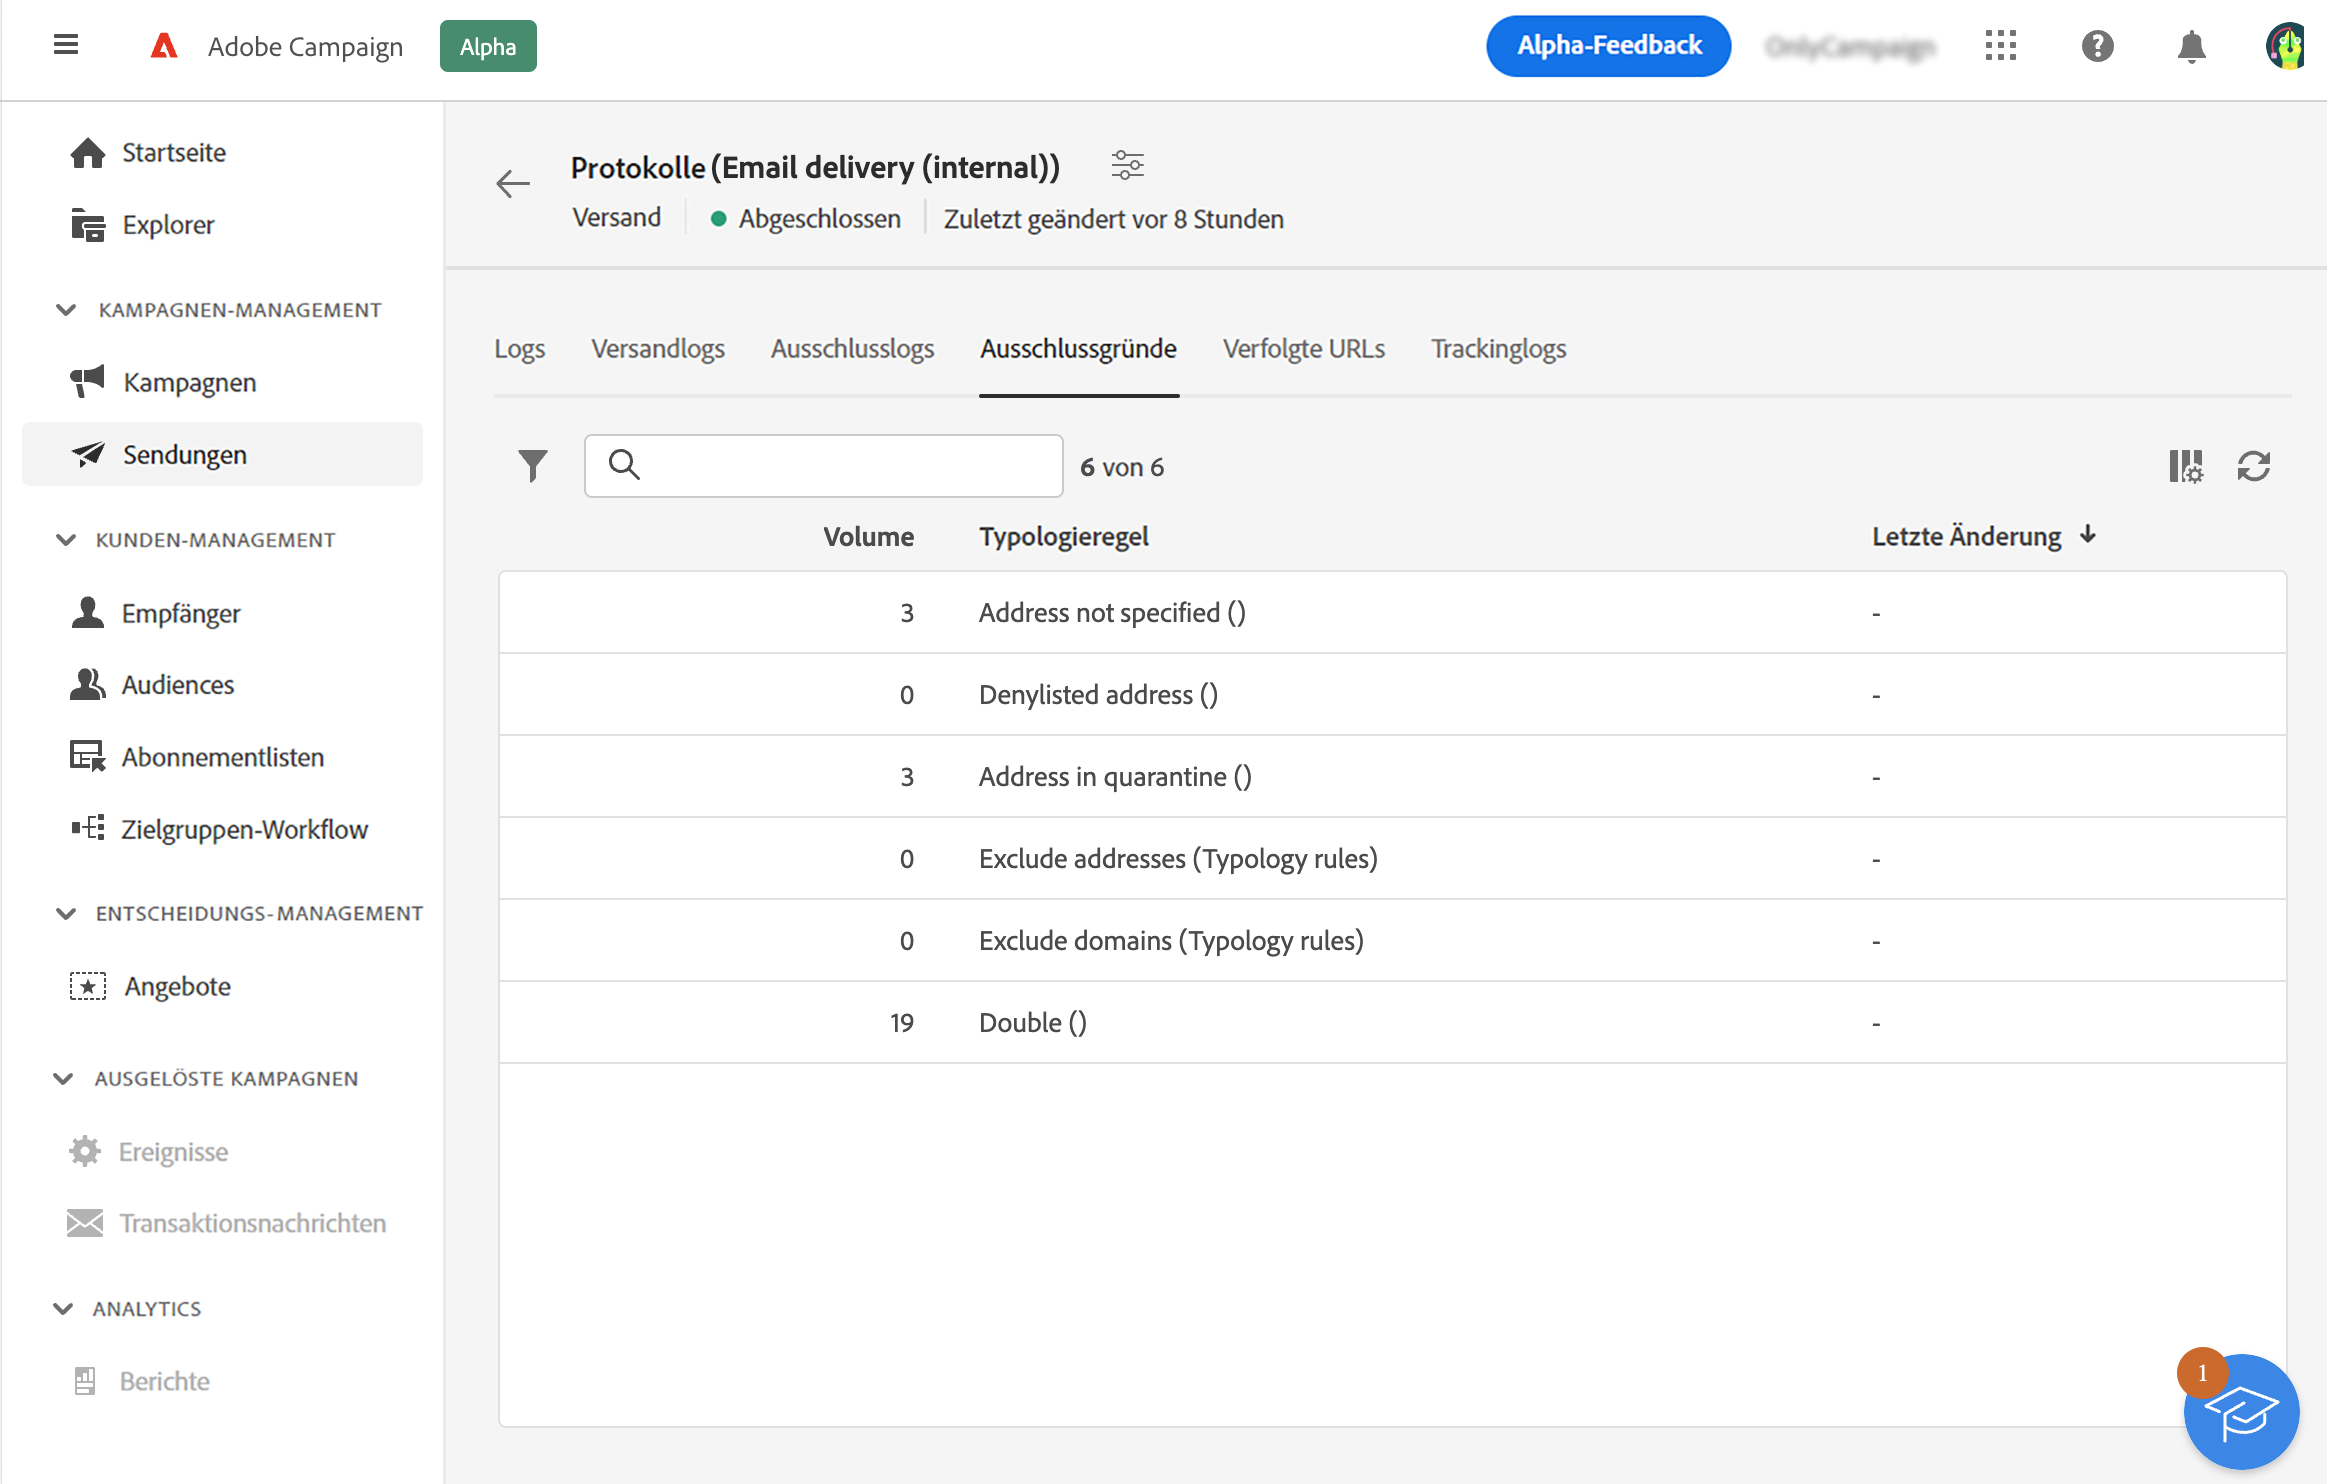 Adobe Campaign
Alpha
Alpha-Feedback
Startseite
Explorer
KAMPAGNEN-MANAGEMENT
Kampagnen
Sendungen
KUNDEN-MANAGEMENT
Empfänger
Audiences
Abonnementlisten
Zielgruppen-Workflow
ENTSCHEIDUNGS-MANAGEMENT
Angebote
AUSGELÖSTE KAMPAGNEN
Ereignisse
Transaktionsnachrichten
ANALYTICS
Berichte
Protokolle (Email delivery (internal))
Versand Abgeschlossen Zuletzt geändert vor 8 Stunden
Logs Versandlogs Ausschlusslogs Ausschlussgründe Verfolgte URLs Trackinglogs
6 von 6
Volume Typologieregel Letzte Änderung
3 Address not specified () -
0 Denylisted address () -
3 Address in quarantine () -
0 Exclude addresses (Typology rules) -
0 Exclude domains (Typology rules) -
19 Double () -
1